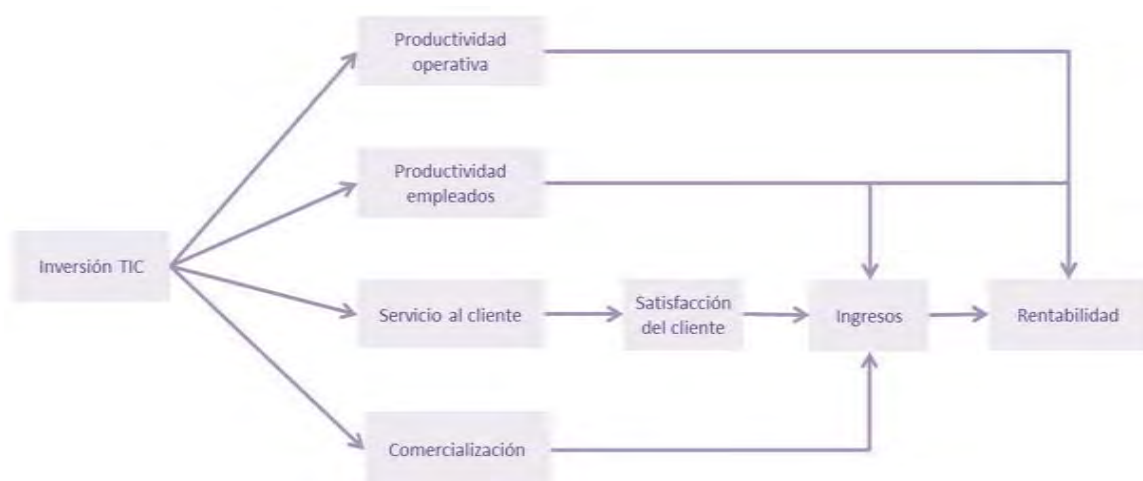 Productividad
operativa
Productividad
empleados
Inversión TIC
Servicio al cliente
Satisfacción
del cliente
Ingresos
Rentabilidad
Comercialización